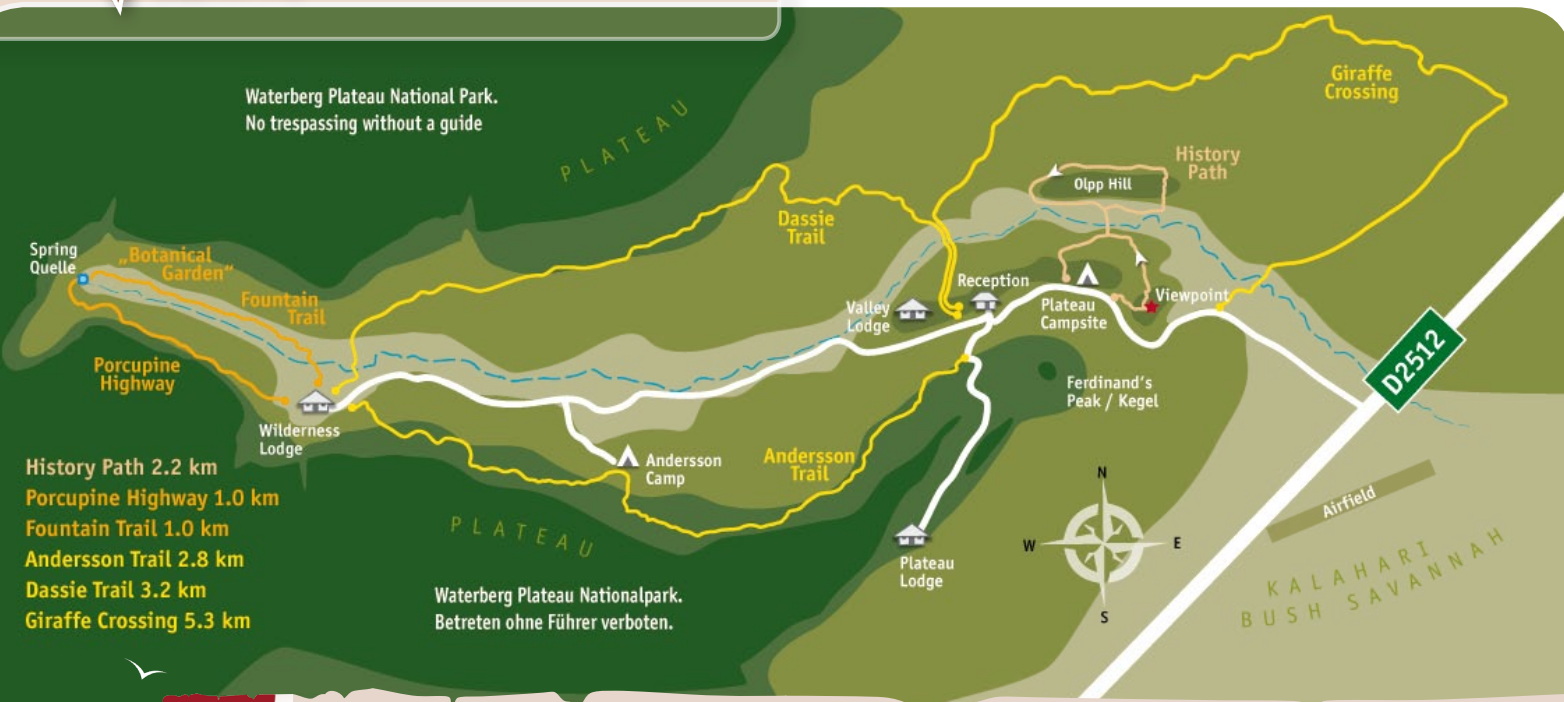 Waterberg Plateau National Park.
No trespassing without a guide
PLATEAU
Giraffe
Crossing
History
Path
Olpp Hill
Dassie
Trail
Spring
Quelle
„Botanical
Garden“
Fountain
Trail
Porcupine
Highway
Valley
Lodge
Reception
Plateau
Campsite
Viewpoint
D2512
Ferdinand's
Peak / Kegel
Wilderness
Lodge
Andersson
Camp
Andersson
Trail
Plateau
Lodge
N
W
E
S
Airfield
KALAHARI
BUSH SAVANNAH
PLATEAU
Waterberg Plateau Nationalpark.
Betreten ohne Führer verboten.
History Path 2.2 km
Porcupine Highway 1.0 km
Fountain Trail 1.0 km
Andersson Trail 2.8 km
Dassie Trail 3.2 km
Giraffe Crossing 5.3 km